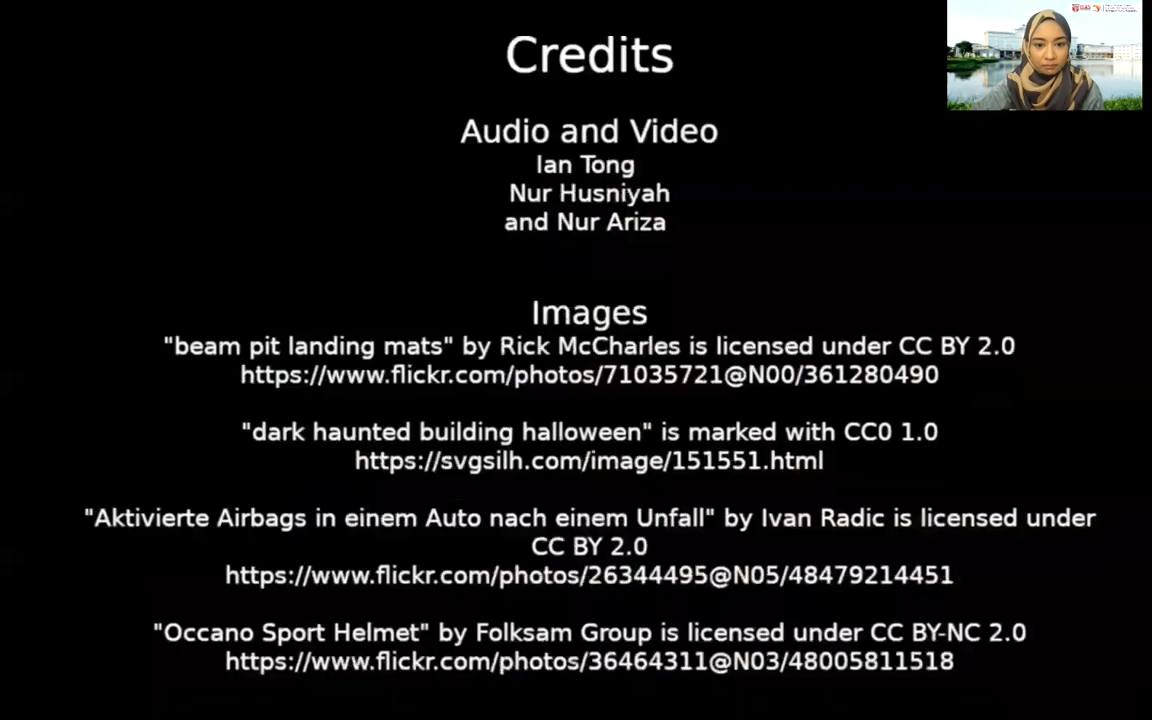 Credits
Audio and Video
Ian Tong
Nur Husniyah
and Nur Ariza
Images
"beam pit landing mats" by Rick McCharles is licensed under CC BY 2.0
https://www.flickr.com/photos/71035721@N00/361280490
"dark haunted building halloween" is marked with CC0 1.0
https://svgsilh.com/image/151551.html
"Aktivierte Airbags in einem Auto nach einem Unfall" by Ivan Radic is licensed under
CC BY 2.0
https://www.flickr.com/photos/26344495@N05/48479214451
"Occano Sport Helmet" by Folksam Group is licensed under CC BY-NC 2.0
https://www.flickr.com/photos/36464311@N03/48005811518